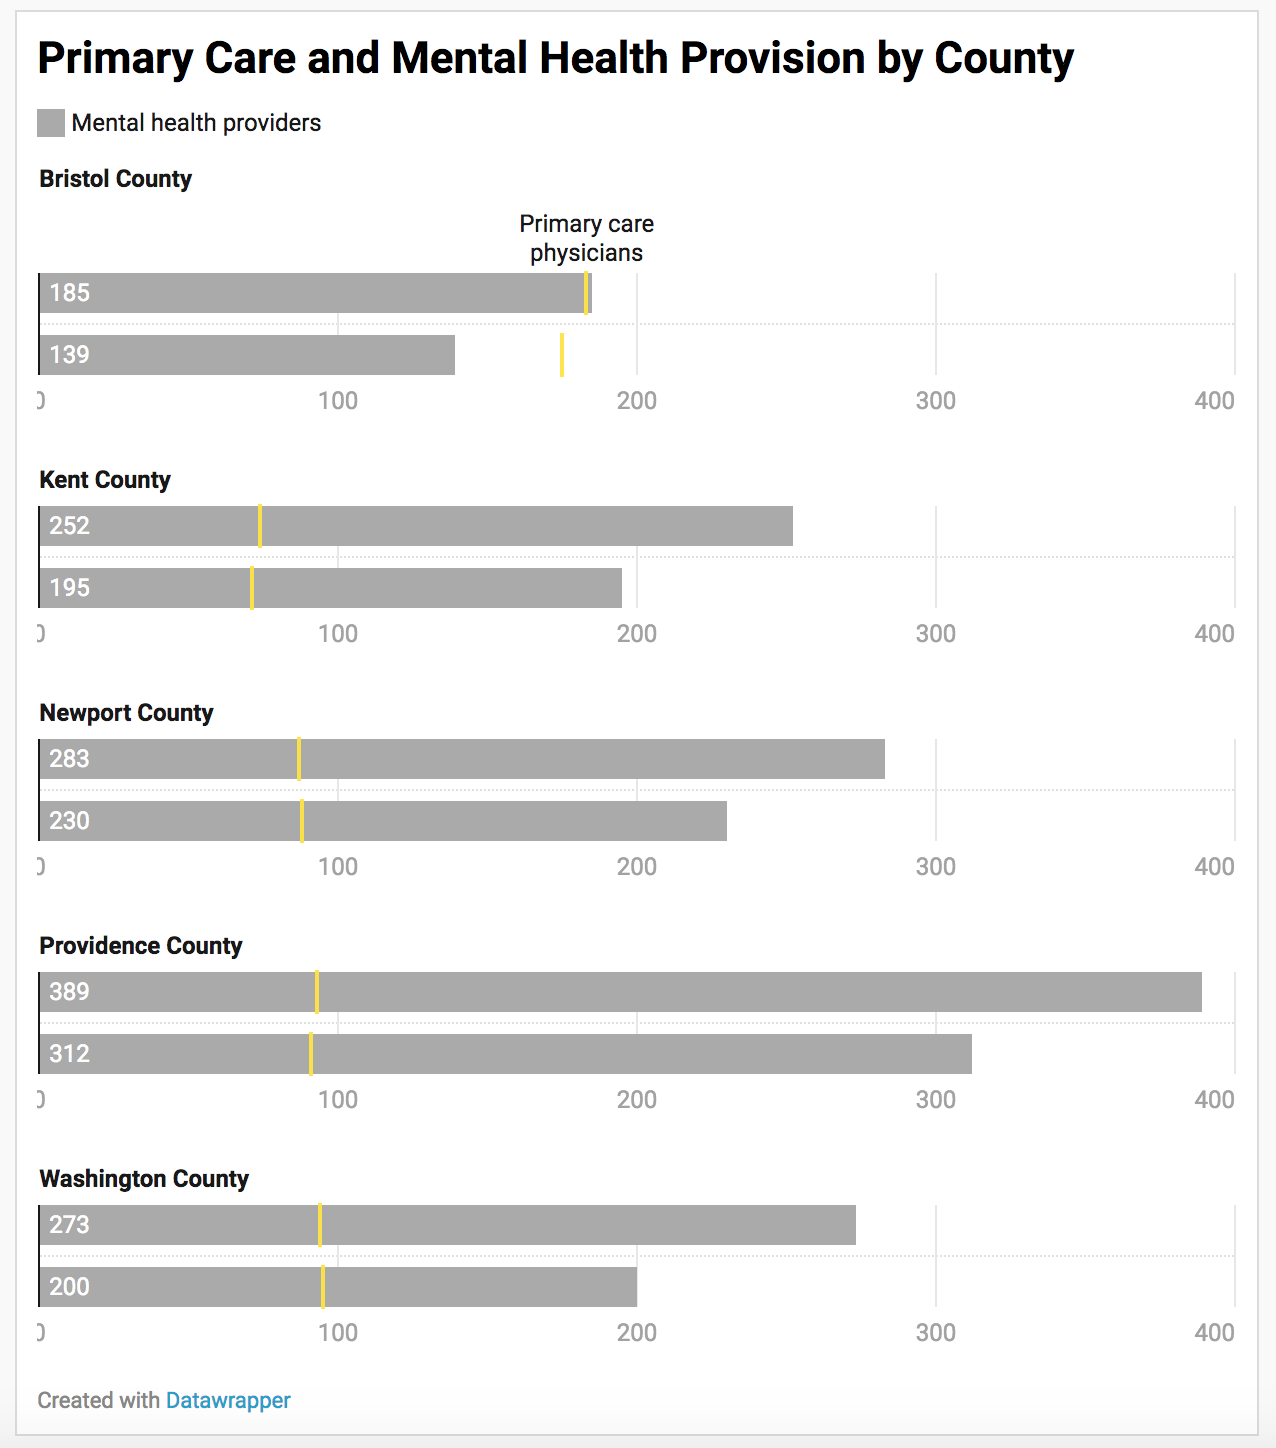 Primary Care and Mental Health Provision by County
Mental health providers
Bristol County
Primary care
physicians
185
139
0 100 200 300 400
Kent County
252
195
0 100 200 300 400
Newport County
283
230
0 100 200 300 400
Providence County
389
312
0 100 200 300 400
Washington County
273
200
0 100 200 300 400
Created with Datawrapper